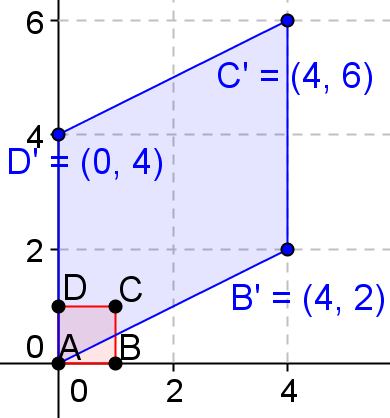 6
C' = (4, 6)
4
D' = (0, 4)
2
D C
B' = (4, 2)
0 A B
0 2 4